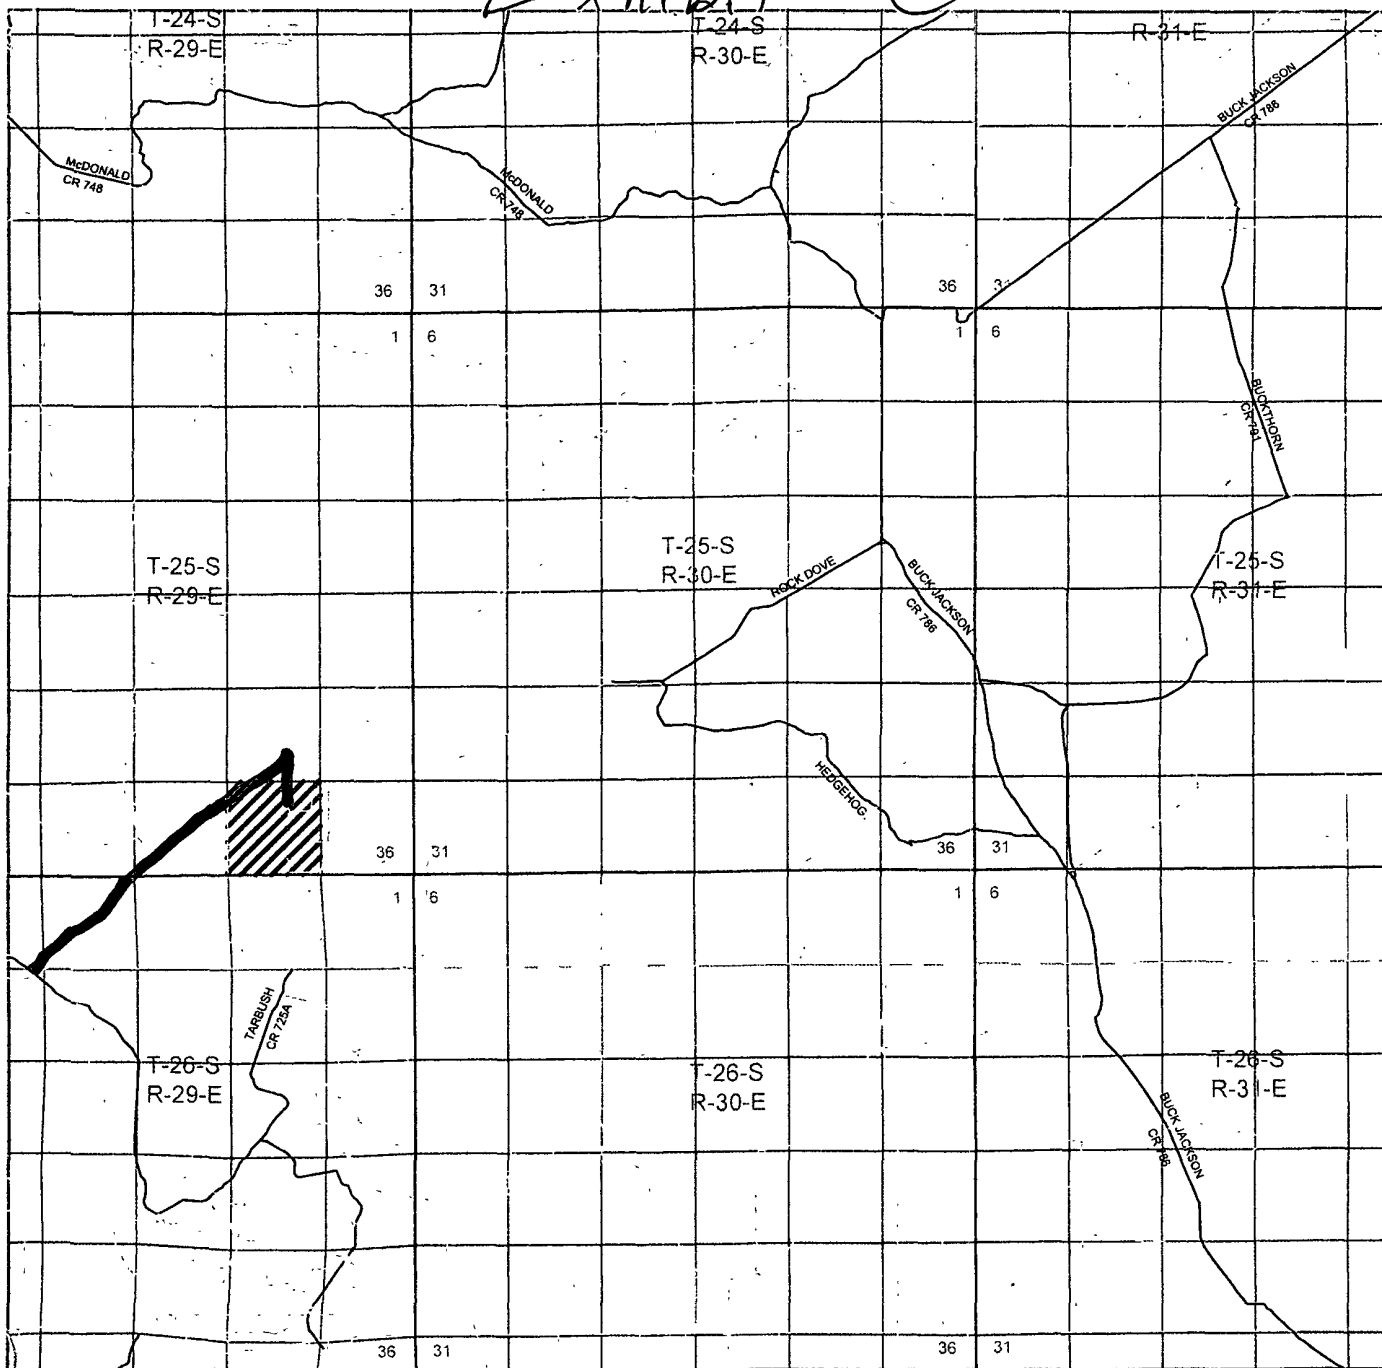 Exhibit C
T-24-S
R-29-E
T-24-S
R-30-E
R-31-E
BUCK JACKSON
CR 786
McDONALD
CR 748
McDONALD
CR 748
36 31
1 6
36
1 6
BUCKTHORN
CR 791
T-25-S
R-29-E
T-25-S
R-30-E
T-25-S
R-31-E
ROCK DOVE
BUCK JACKSON
CR 786
HEDGEHOG
36 31
1 6
36 31
1 6
TARBUSH
CR 725A
T-26-S
R-29-E
T-26-S
R-30-E
T-26-S
R-31-E
BUCK JACKSON
CR 786
36 31
36 31